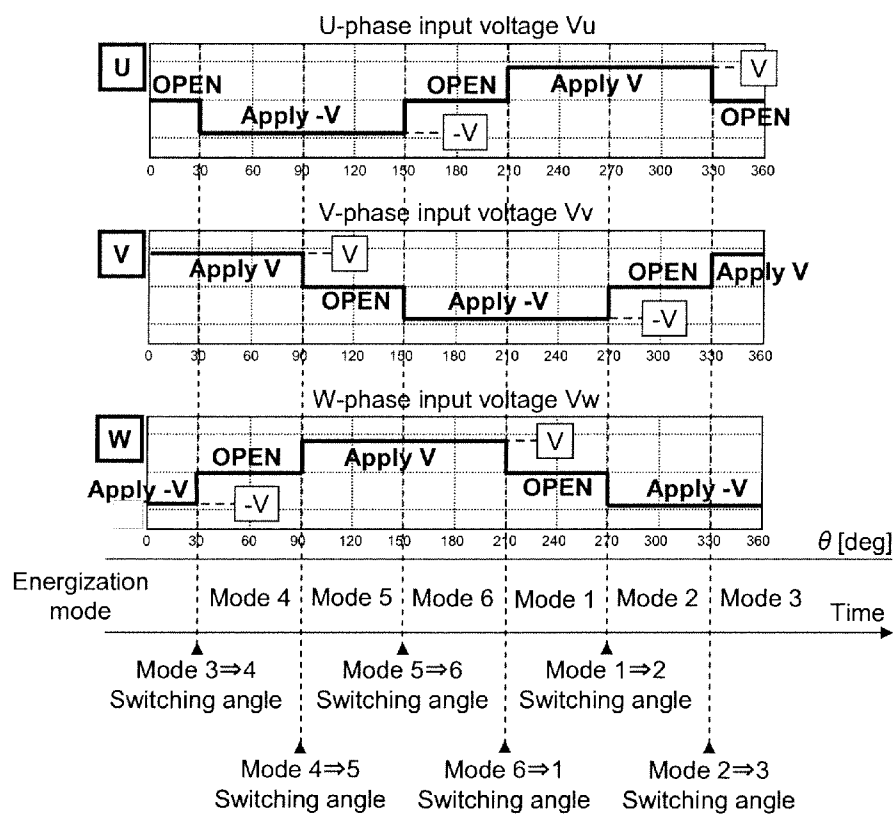 U-phase input voltage Vu
U
OPEN
Apply -V
-V
OPEN
Apply V
V
OPEN
0 30 60 90 120 150 180 210 240 270 300 330 360
V-phase input voltage Vv
V
Apply V
V
OPEN
Apply -V
OPEN
-V
Apply V
0 30 60 90 120 150 180 210 240 270 300 330 360
W-phase input voltage Vw
W
Apply -V
OPEN
-V
Apply V
V
OPEN
Apply -V
0 30 60 90 120 150 180 210 240 270 300 330 360
θ [deg]
Energization
mode
Mode 4 Mode 5 Mode 6 Mode 1 Mode 2 Mode 3
Time
Mode 3⇒4
Switching angle
Mode 5⇒6
Switching angle
Mode 1⇒2
Switching angle
Mode 4⇒5
Switching angle
Mode 6⇒1
Switching angle
Mode 2⇒3
Switching angle